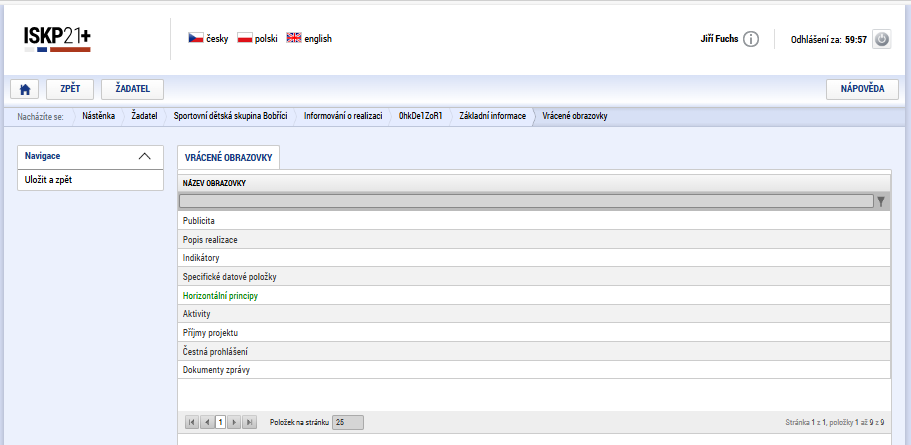 ISKP21+
česky polski english
Jiří Fuchs
Odhlášení za: 59:57
ZPĚT ŽADATEL NÁPOVĚDA
Nacházíte se: Nástěnka Žadatel Sportovní dětská skupina Bobříci Informování o realizaci 0hkDe1ZoR1 Základní informace Vrácené obrazovky
Navigace
Uložit a zpět
VRÁCENÉ OBRAZOVKY
NÁZEV OBRAZOVKY
Publicita
Popis realizace
Indikátory
Specifické datové položky
Horizontální principy
Aktivity
Příjmy projektu
Čestná prohlášení
Dokumenty zprávy
1 Položek na stránku 25 Stránka 1 z 1, položky 1 až 9 z 9